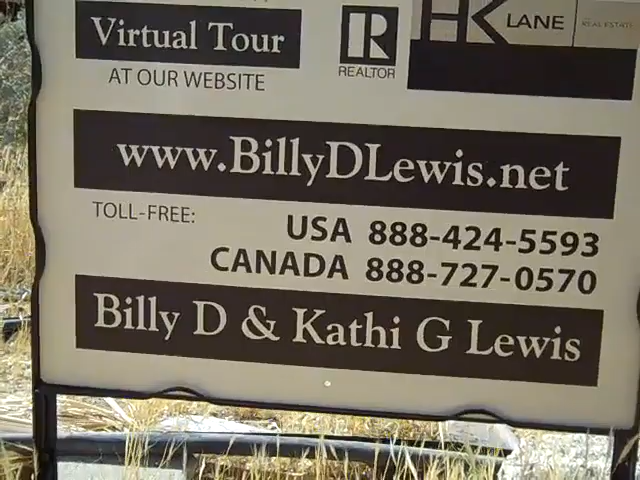 Virtual Tour
AT OUR WEBSITE
REALTOR
HK LANE
REAL ESTATE
www.BillyDLewis.net
TOLL-FREE:
USA 888-424-5593
CANADA 888-727-0570
Billy D & Kathi G Lewis